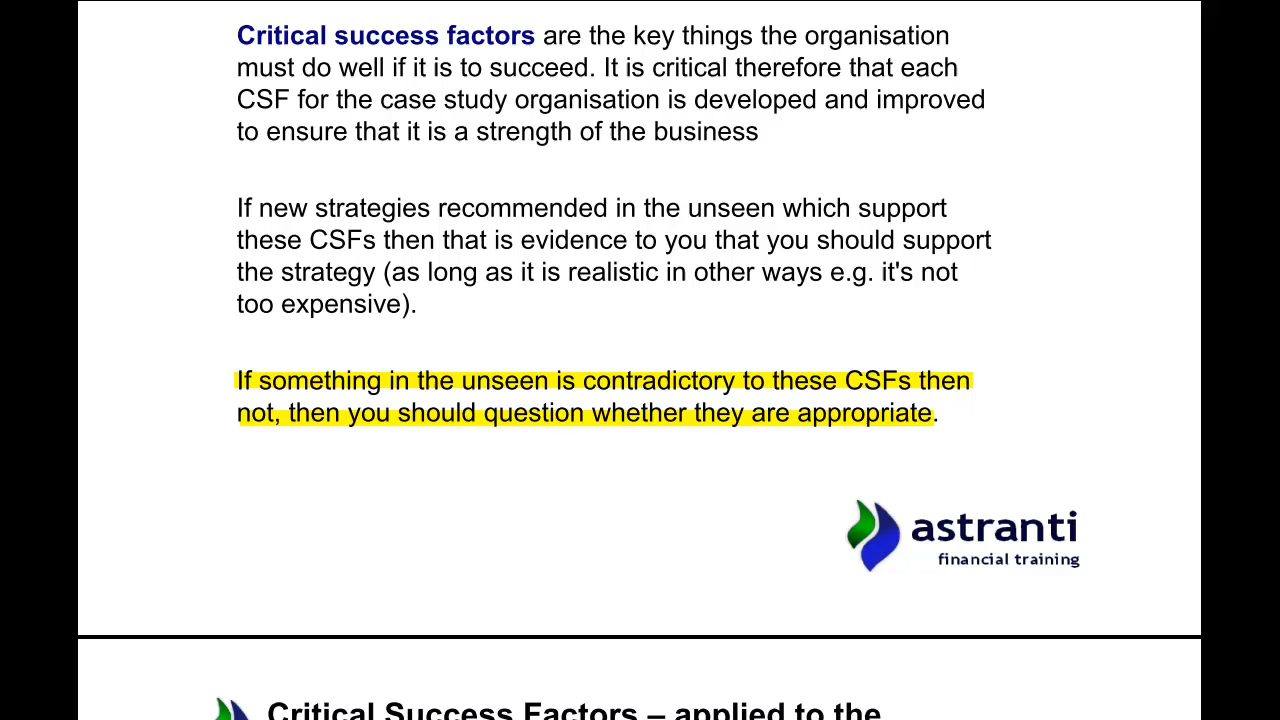 Critical success factors are the key things the organisation
must do well if it is to succeed. It is critical therefore that each
CSF for the case study organisation is developed and improved
to ensure that it is a strength of the business
If new strategies recommended in the unseen which support
these CSFs then that is evidence to you that you should support
the strategy (as long as it is realistic in other ways e.g. it's not
too expensive).
If something in the unseen is contradictory to these CSFs then
not, then you should question whether they are appropriate.
astranti
financial training
Critical Success Factors – applied to the